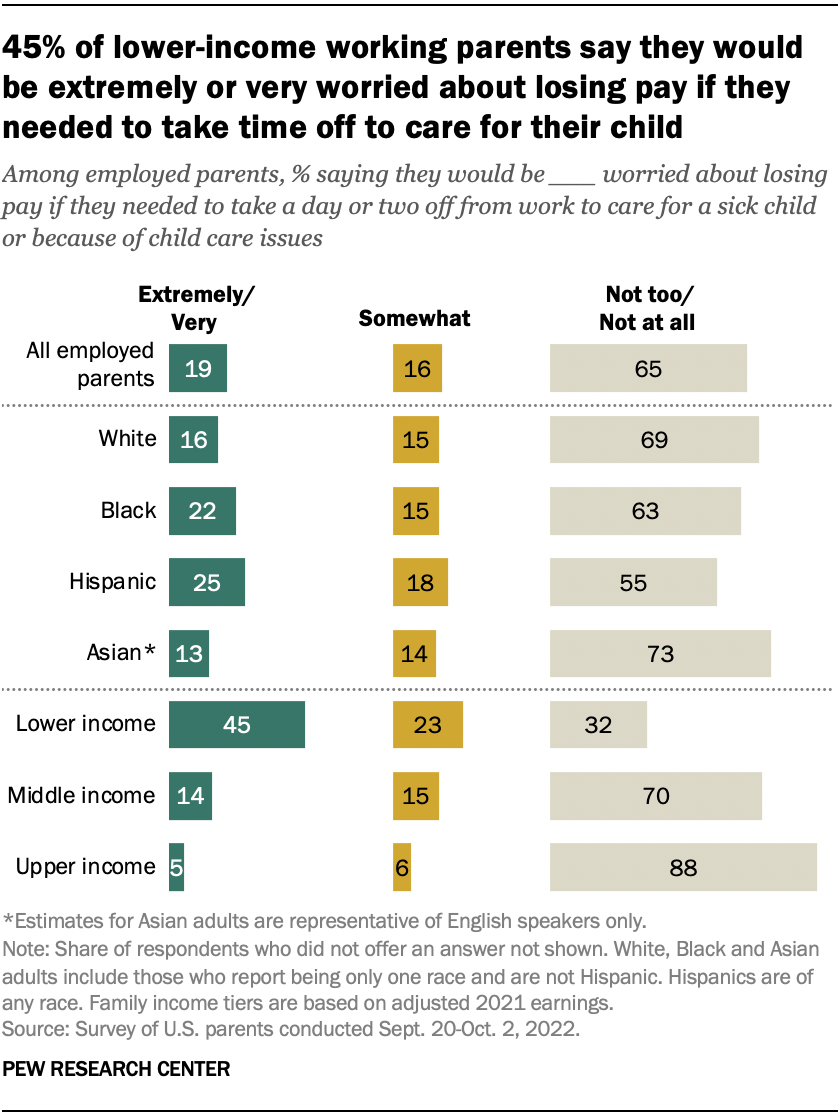 45% of lower-income working parents say they would
be extremely or very worried about losing pay if they
needed to take time off to care for their child
Among employed parents, % saying they would be ___ worried about losing
pay if they needed to take a day or two off from work to care for a sick child
or because of child care issues
Extremely/
Very
Somewhat
Not too/
Not at all
All employed
parents
19
16
65
White
16
15
69
Black
22
15
63
Hispanic
25
18
55
Asian*
13
14
73
Lower income
45
23
32
Middle income
14
15
70
Upper income
5
6
88
*Estimates for Asian adults are representative of English speakers only.
Note: Share of respondents who did not offer an answer not shown. White, Black and Asian
adults include those who report being only one race and are not Hispanic. Hispanics are of
any race. Family income tiers are based on adjusted 2021 earnings.
Source: Survey of U.S. parents conducted Sept. 20-Oct. 2, 2022.
PEW RESEARCH CENTER